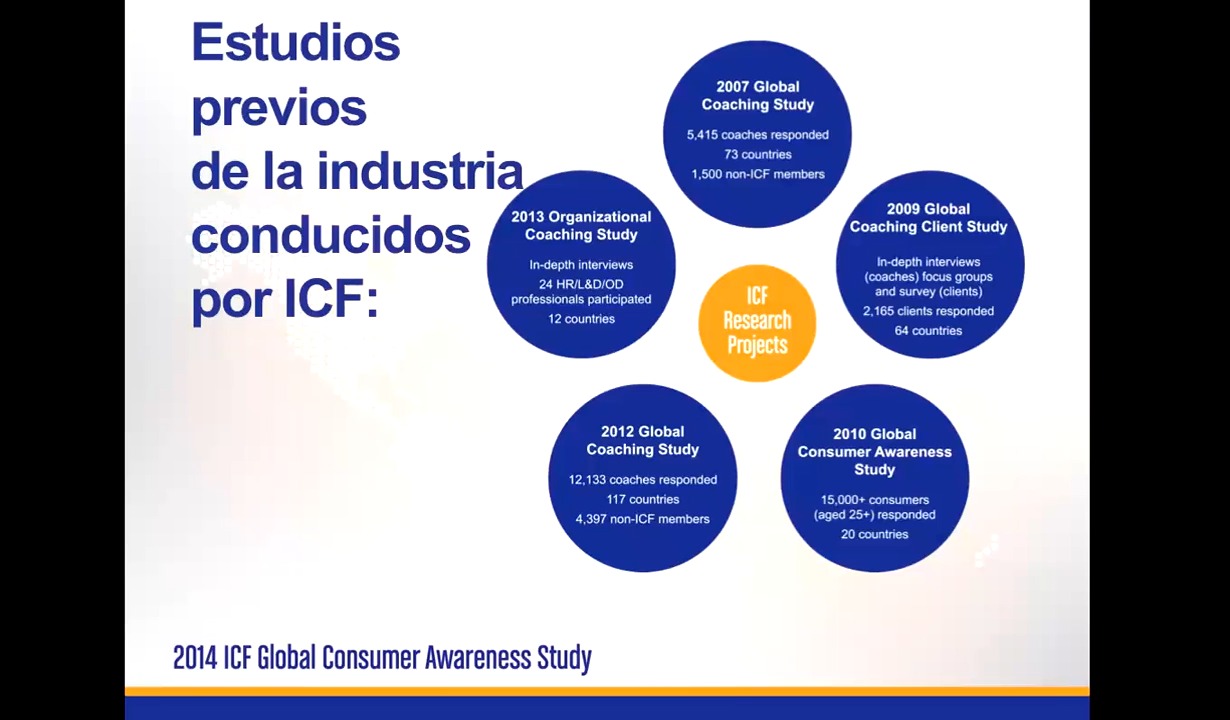 Estudios
previos
de la industria
conducidos
por ICF:
2007 Global
Coaching Study
5,415 coaches responded
73 countries
1,500 non-ICF members
2009 Global
Coaching Client Study
In-depth interviews
(coaches) focus groups
and survey (clients)
2,165 clients responded
64 countries
2010 Global
Consumer Awareness
Study
15,000+ consumers
(aged 25+) responded
20 countries
2012 Global
Coaching Study
12,133 coaches responded
117 countries
4,397 non-ICF members
2013 Organizational
Coaching Study
In-depth interviews
24 HR/L&D/OD
professionals participated
12 countries
ICF
Research
Projects
2014 ICF Global Consumer Awareness Study